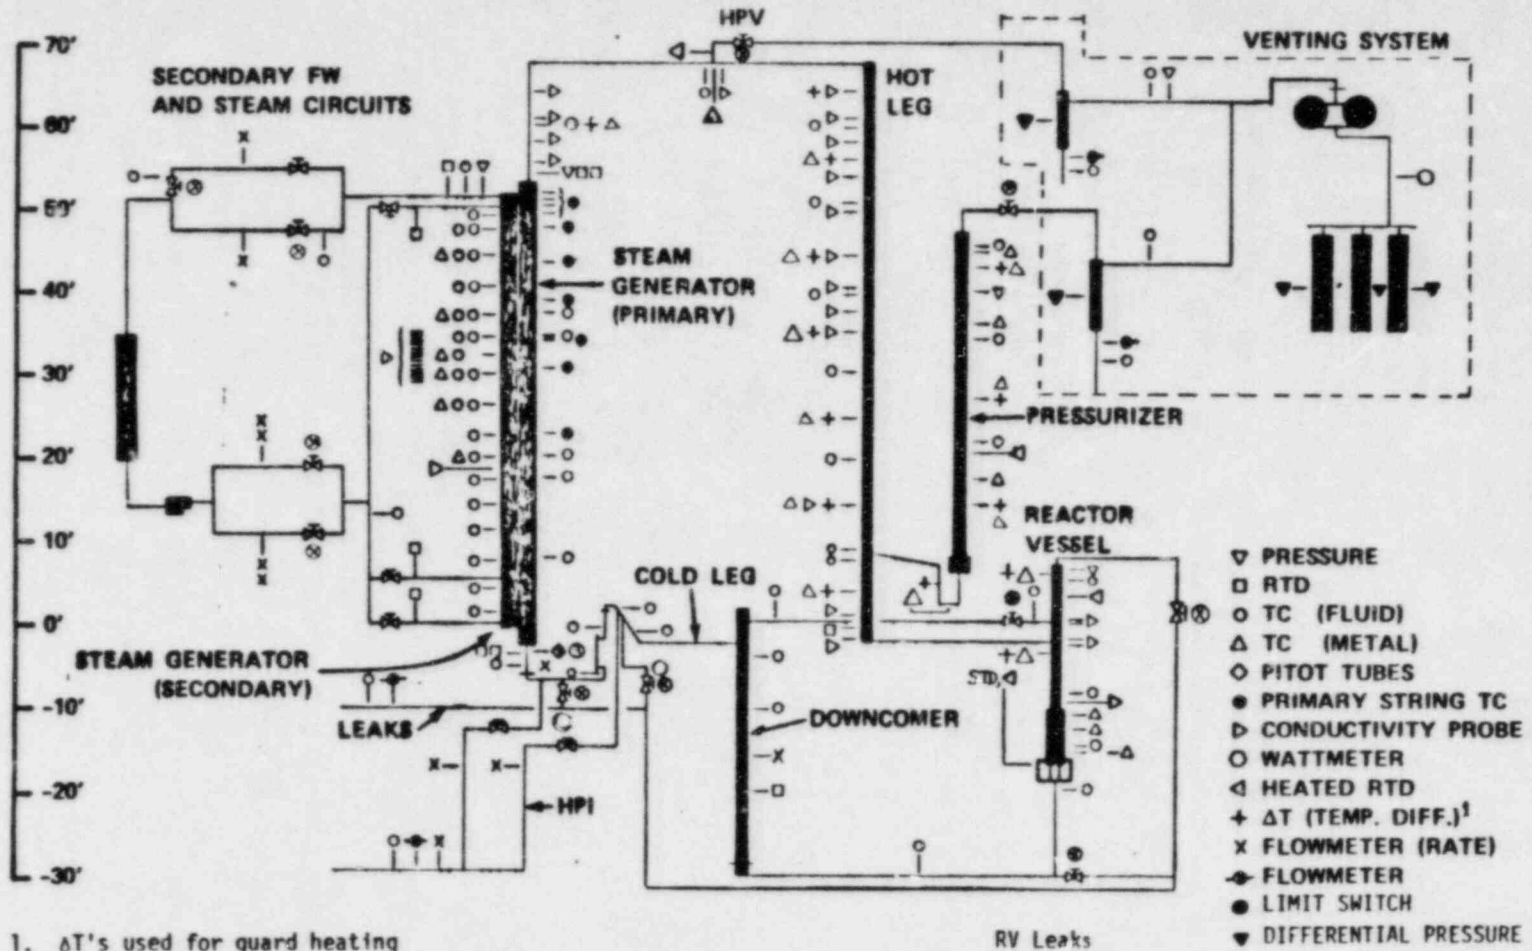 HPV
70'
60'
50'
40'
30'
20'
10'
0'
-10'
-20'
-30'
SECONDARY FW
AND STEAM CIRCUITS
HOT
LEG
VENTING SYSTEM
STEAM
GENERATOR
(PRIMARY)
PRESSURIZER
REACTOR
VESSEL
COLD LEG
STEAM GENERATOR
(SECONDARY)
LEAKS
DOWNCOMER
STD.
HPI
▽ PRESSURE
□ RTD
○ TC (FLUID)
△ TC (METAL)
◇ PITOT TUBES
● PRIMARY STRING TC
▷ CONDUCTIVITY PROBE
○ WATTMETER
◁ HEATED RTD
+ ΔT (TEMP. DIFF.)¹
x FLOWMETER (RATE)
FLOWMETER
● LIMIT SWITCH
▼ DIFFERENTIAL PRESSURE
1. ΔT's used for guard heating
RV Leaks